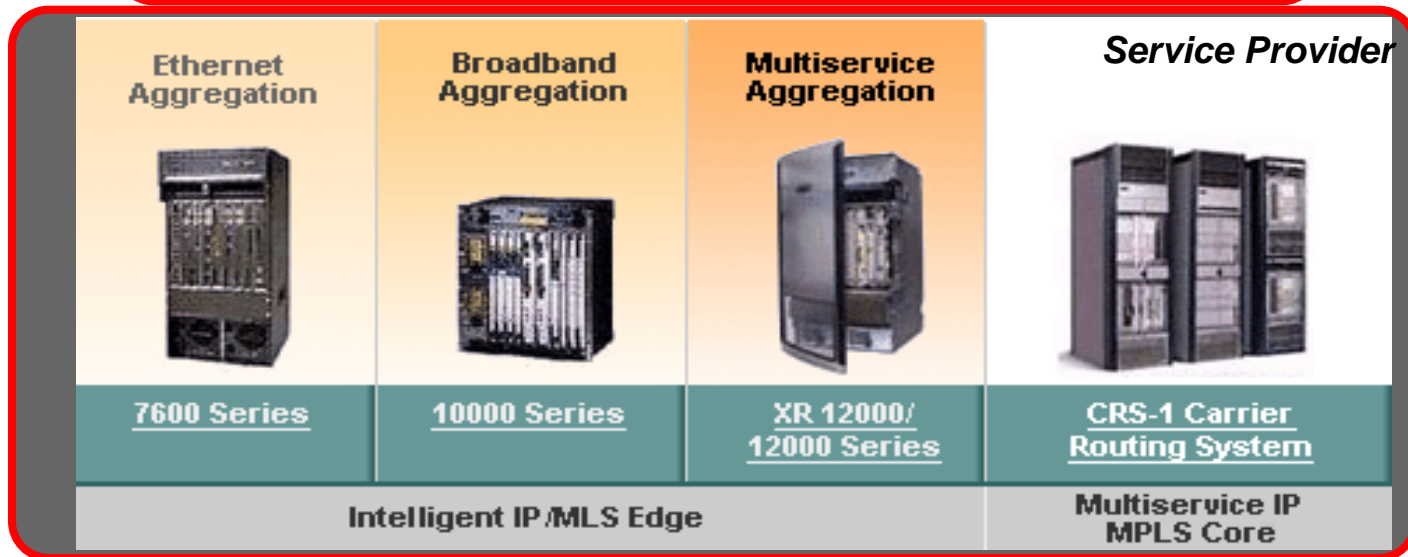 Service Provider
Ethernet
Aggregation
Broadband
Aggregation
Multiservice
Aggregation
7600 Series
10000 Series
XR 12000/
12000 Series
CRS-1 Carrier
Routing System
Intelligent IP/MLS Edge
Multiservice IP
MPLS Core